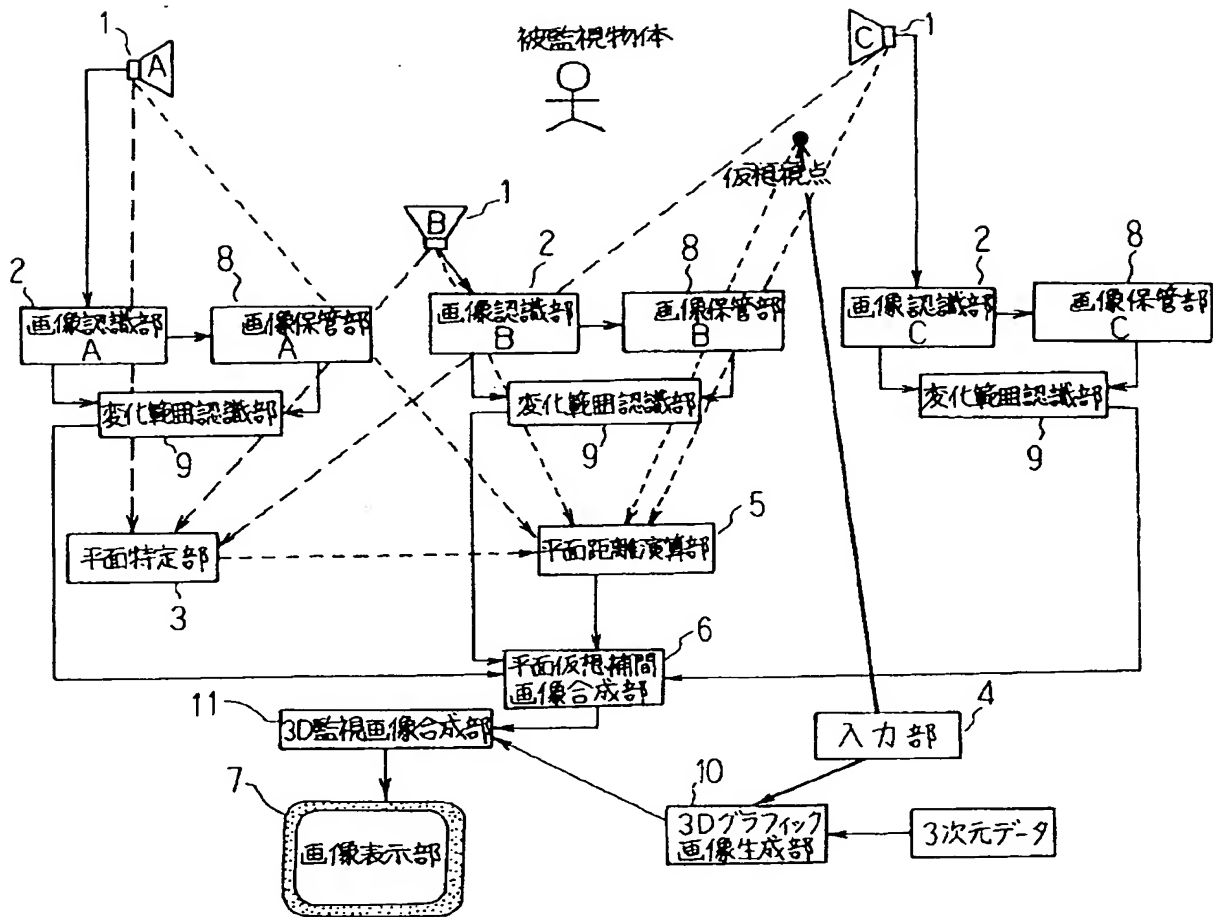 1
被監視物体
1
A
C
仮想視点
B
1
2
8
2
8
2
8
画像認識部
A
画像保管部
A
画像認識部
B
画像保管部
B
画像認識部
C
画像保管部
C
変化範囲認識部
変化範囲認識部
変化範囲認識部
9
9
9
平面特定部
3
平面距離演算部
5
平面仮想補間
画像合成部
6
11
3D監視画像合成部
入力部
4
7
画像表示部
10
3Dグラフィック
画像生成部
3次元データ